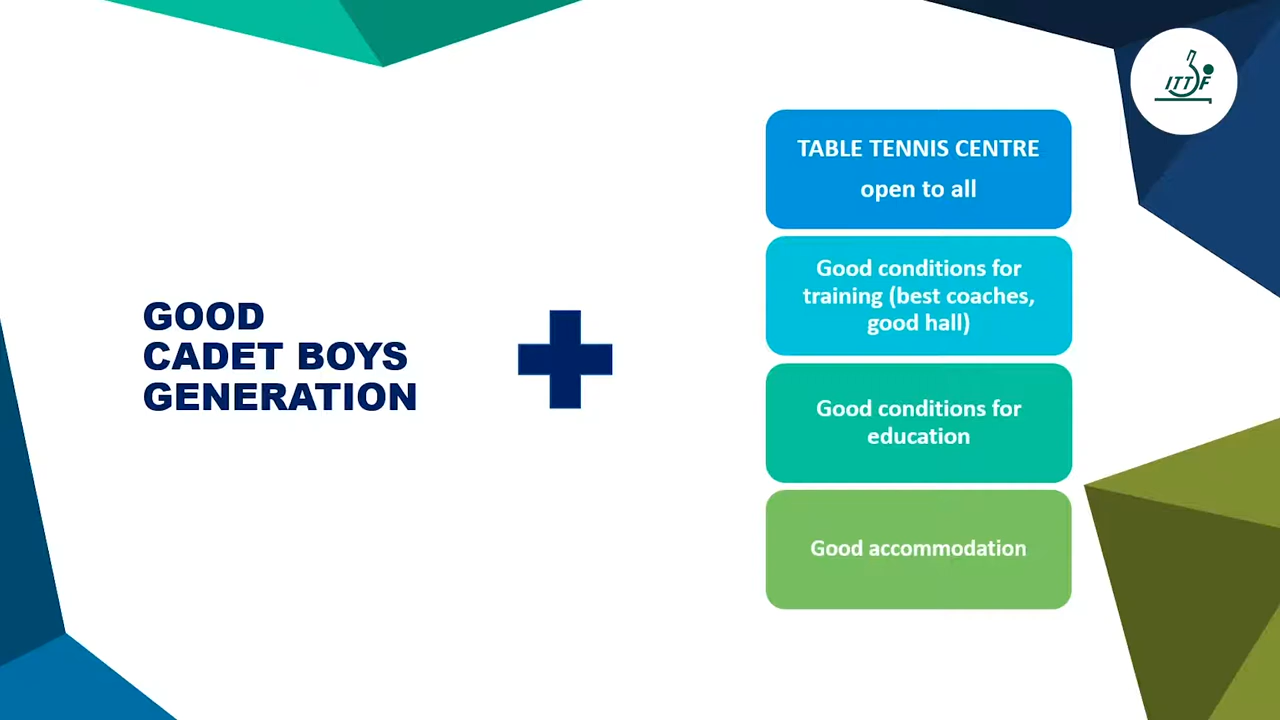 ITTF
TABLE TENNIS CENTRE
open to all
Good conditions for
training (best coaches,
good hall)
GOOD
CADET BOYS
GENERATION
Good conditions for
education
Good accommodation